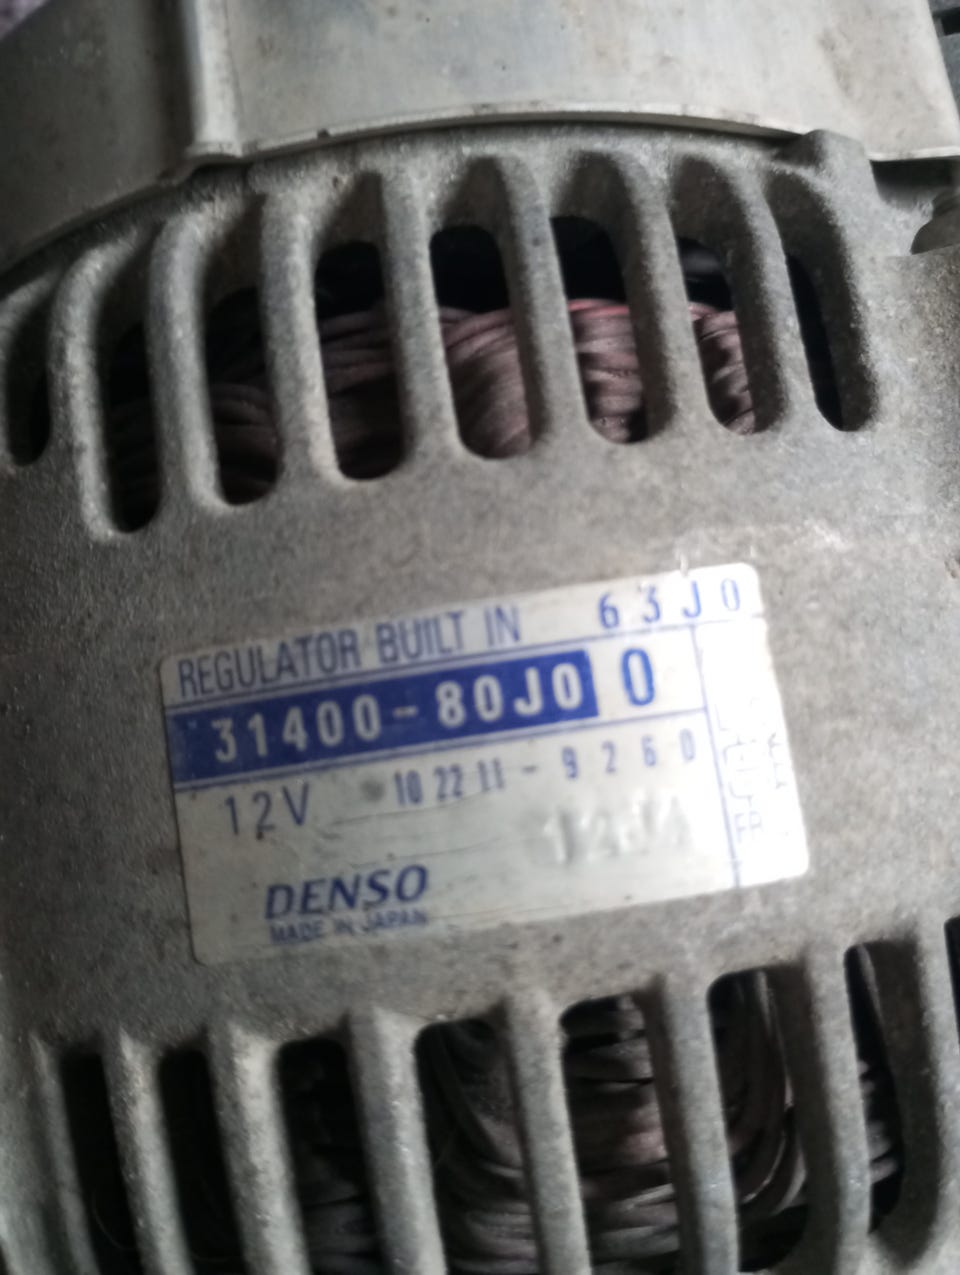 REGULATOR BUILT IN 63J0
31400-80J0 0
12V 102211-9260
DENSO
MADE IN JAPAN